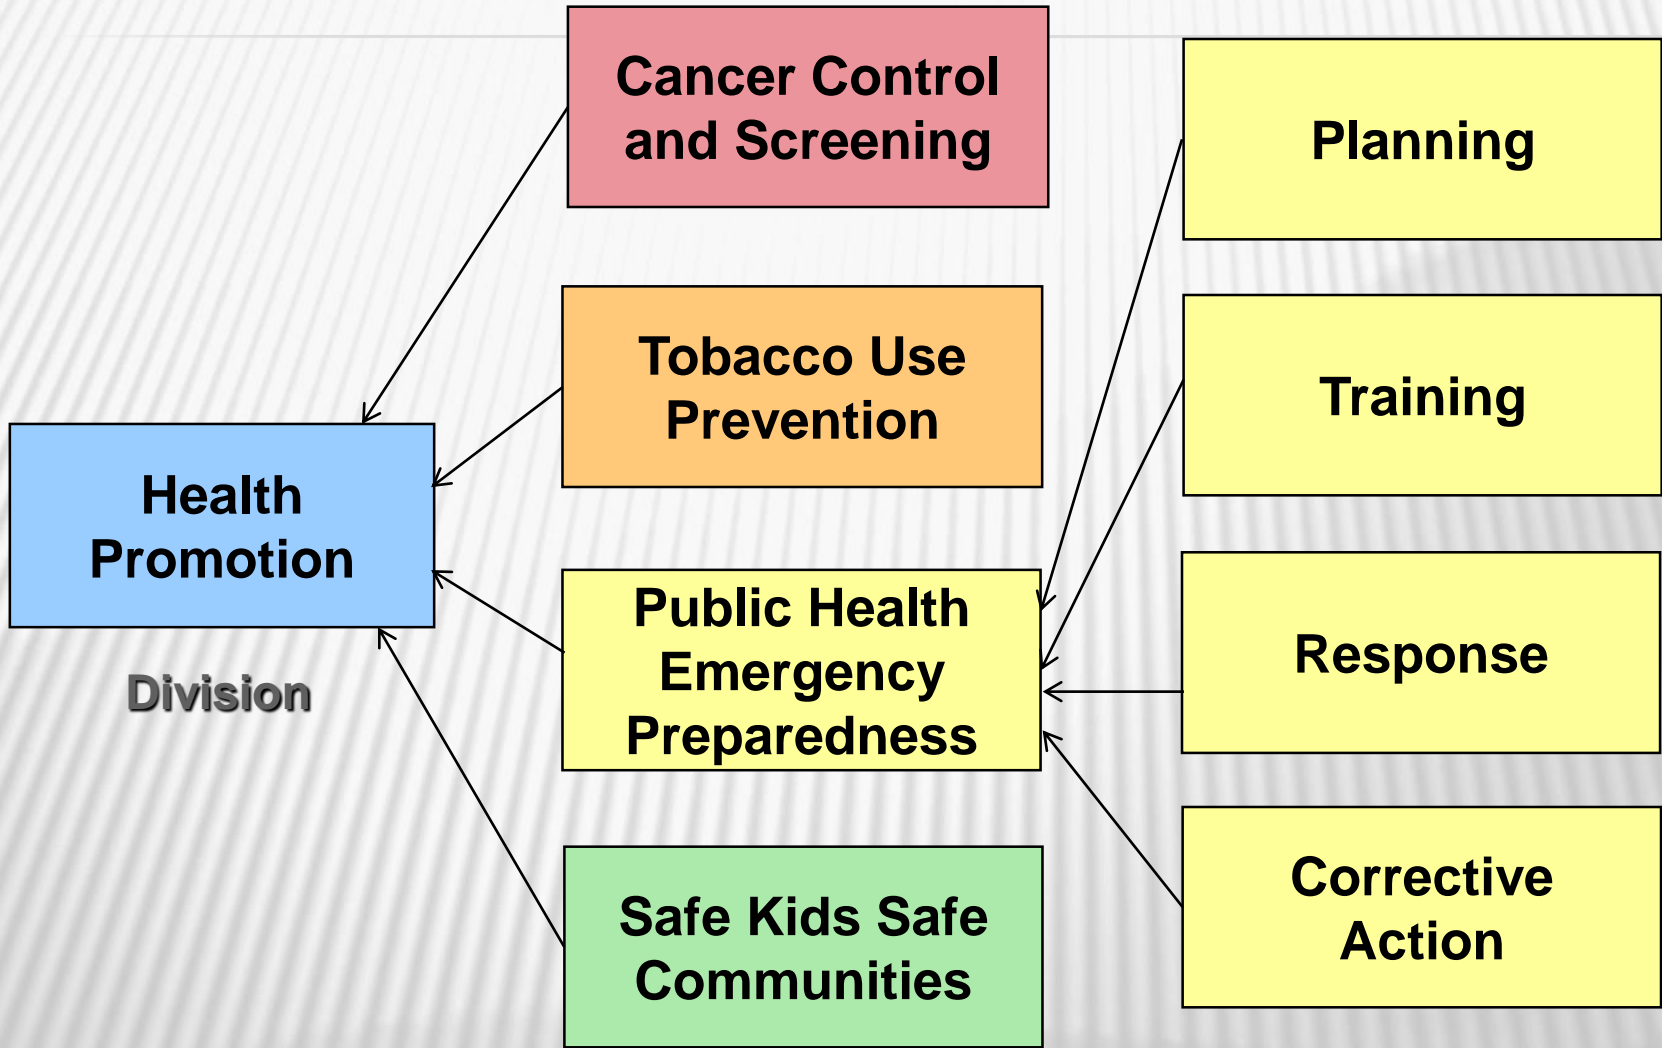 Cancer Control
and Screening
Planning
Tobacco Use
Prevention
Training
Health
Promotion
Division
Public Health
Emergency
Preparedness
Response
Safe Kids Safe
Communities
Corrective
Action